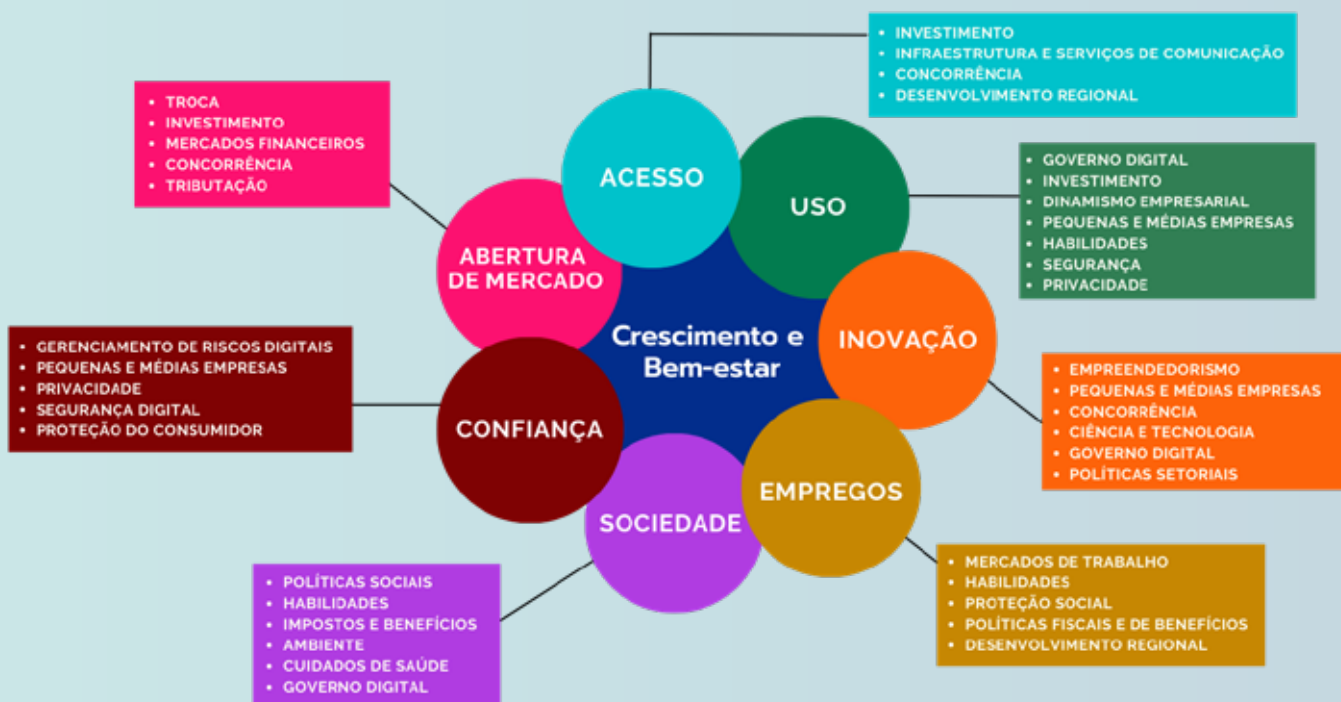 • INVESTIMENTO
• INFRAESTRUTURA E SERVIÇOS DE COMUNICAÇÃO
• CONCORRÊNCIA
• DESENVOLVIMENTO REGIONAL
• TROCA
• INVESTIMENTO
• MERCADOS FINANCEIROS
• CONCORRÊNCIA
• TRIBUTAÇÃO
ACESSO
USO
• GOVERNO DIGITAL
• INVESTIMENTO
• DINAMISMO EMPRESARIAL
• PEQUENAS E MÉDIAS EMPRESAS
• HABILIDADES
• SEGURANÇA
• PRIVACIDADE
ABERTURA
DE MERCADO
Crescimento e
Bem-estar
INOVAÇÃO
• GERENCIAMENTO DE RISCOS DIGITAIS
• PEQUENAS E MÉDIAS EMPRESAS
• PRIVACIDADE
• SEGURANÇA DIGITAL
• PROTEÇÃO DO CONSUMIDOR
• EMPREENDEDORISMO
• PEQUENAS E MÉDIAS EMPRESAS
• CONCORRÊNCIA
• CIÊNCIA E TECNOLOGIA
• GOVERNO DIGITAL
• POLÍTICAS SETORIAIS
CONFIANÇA
EMPREGOS
SOCIEDADE
• MERCADOS DE TRABALHO
• HABILIDADES
• PROTEÇÃO SOCIAL
• POLÍTICAS FISCAIS E DE BENEFÍCIOS
• DESENVOLVIMENTO REGIONAL
• POLÍTICAS SOCIAIS
• HABILIDADES
• IMPOSTOS E BENEFÍCIOS
• AMBIENTE
• CUIDADOS DE SAÚDE
• GOVERNO DIGITAL